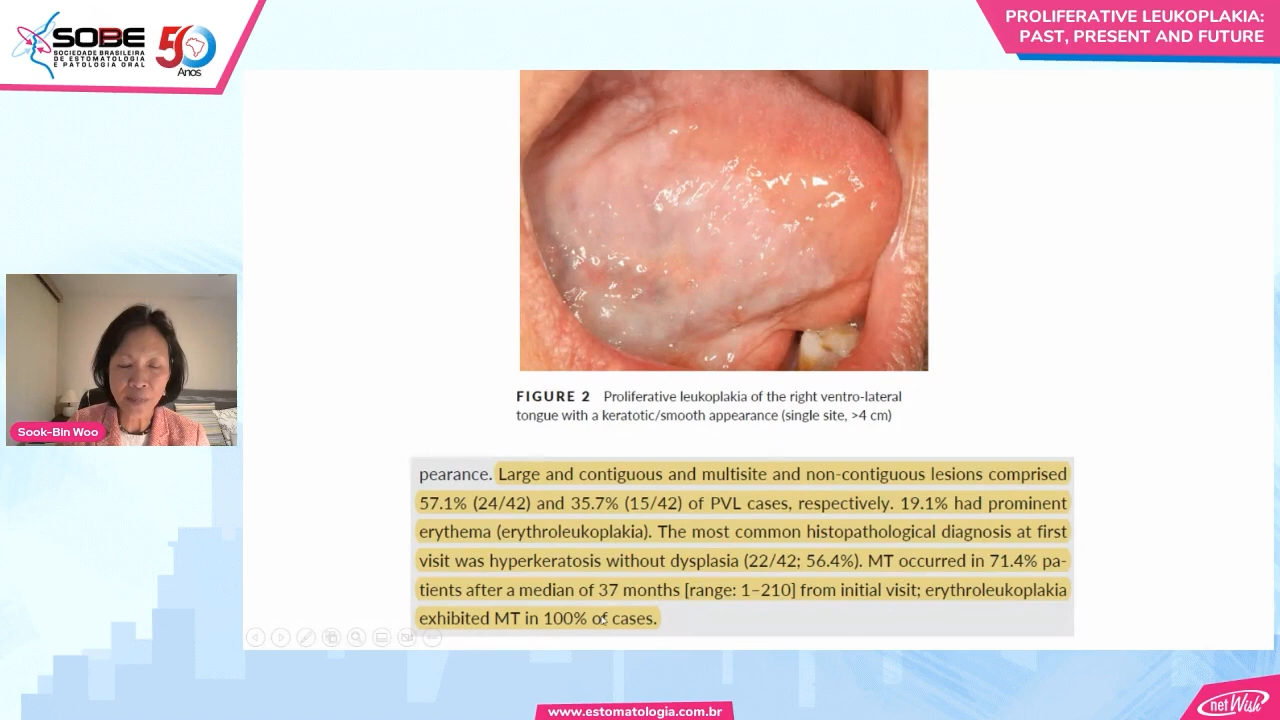 SOBE
SOCIEDADE BRASILEIRA
DE ESTOMATOLOGIA
E PATOLOGIA ORAL
50
Anos
PROLIFERATIVE LEUKOPLAKIA:
PAST, PRESENT AND FUTURE
FIGURE 2 Proliferative leukoplakia of the right ventro-lateral
tongue with a keratotic/smooth appearance (single site, >4 cm)
Sook-Bin Woo
pearance. Large and contiguous and multisite and non-contiguous lesions comprised
57.1% (24/42) and 35.7% (15/42) of PVL cases, respectively. 19.1% had prominent
erythema (erythroleukoplakia). The most common histopathological diagnosis at first
visit was hyperkeratosis without dysplasia (22/42; 56.4%). MT occurred in 71.4% pa-
tients after a median of 37 months [range: 1–210] from initial visit; erythroleukoplakia
exhibited MT in 100% of cases.
www.estomatologia.com.br
netWish